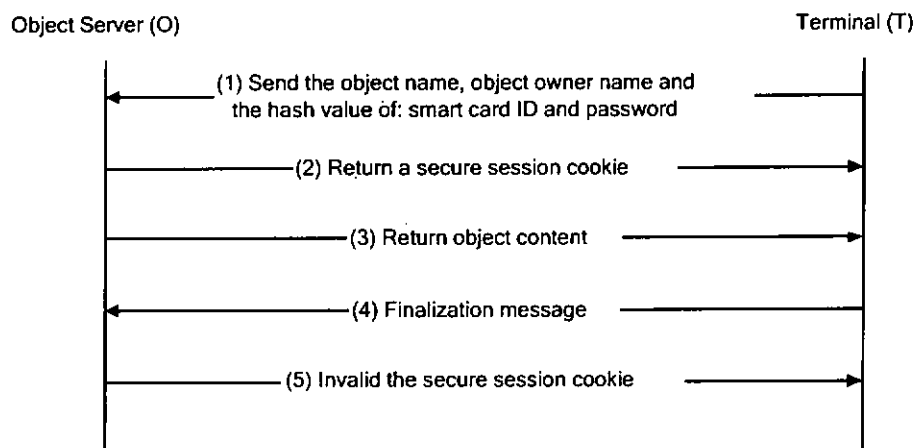 Object Server (O)
Terminal (T)
(1) Send the object name, object owner name and
the hash value of: smart card ID and password
(2) Return a secure session cookie
(3) Return object content
(4) Finalization message
(5) Invalid the secure session cookie